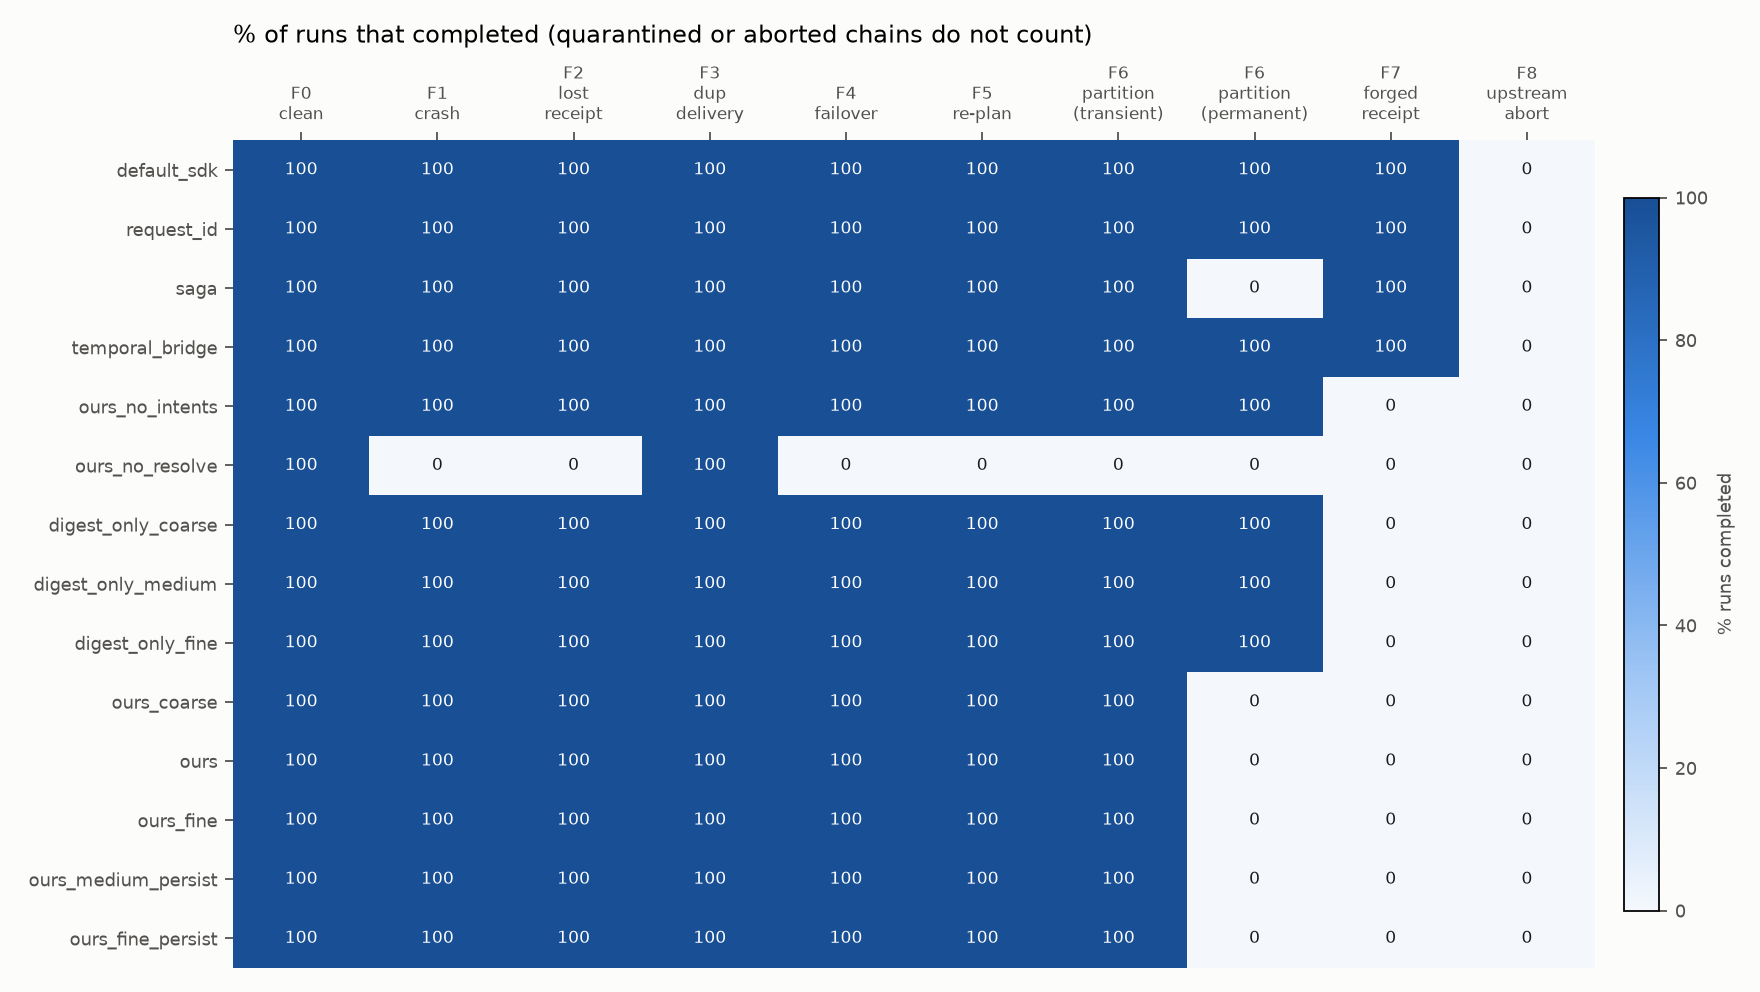 % of runs that completed (quarantined or aborted chains do not count)
F0
clean
F1
crash
F2
lost
receipt
F3
dup
delivery
F4
failover
F5
re-plan
F6
partition
(transient)
F6
partition
(permanent)
F7
forged
receipt
F8
upstream
abort
default_sdk 100 100 100 100 100 100 100 100 100 0
request_id 100 100 100 100 100 100 100 100 100 0
saga 100 100 100 100 100 100 100 0 100 0
temporal_bridge 100 100 100 100 100 100 100 100 100 0
ours_no_intents 100 100 100 100 100 100 100 100 0 0
ours_no_resolve 100 0 0 100 0 0 0 0 0 0
digest_only_coarse 100 100 100 100 100 100 100 100 0 0
digest_only_medium 100 100 100 100 100 100 100 100 0 0
digest_only_fine 100 100 100 100 100 100 100 100 0 0
ours_coarse 100 100 100 100 100 100 100 0 0 0
ours 100 100 100 100 100 100 100 0 0 0
ours_fine 100 100 100 100 100 100 100 0 0 0
ours_medium_persist 100 100 100 100 100 100 100 0 0 0
ours_fine_persist 100 100 100 100 100 100 100 0 0 0
100
80
60
40
20
0
% runs completed